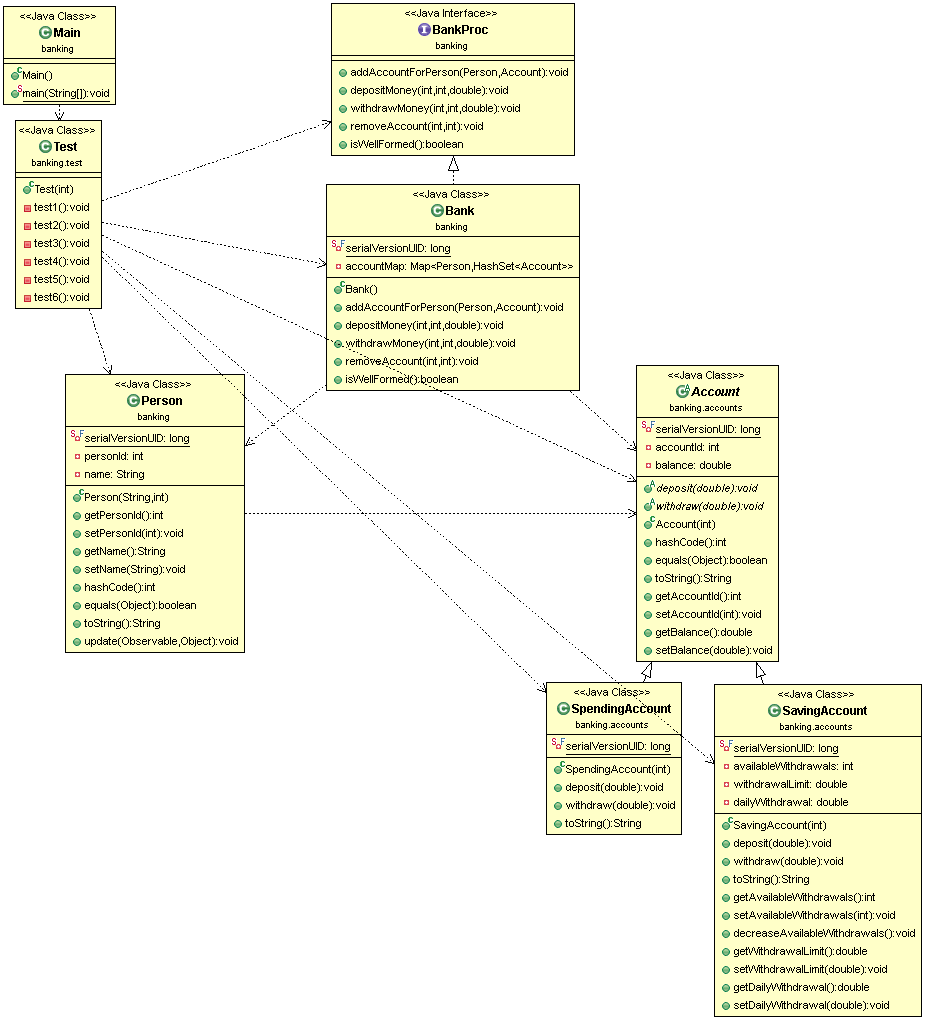 <<Java Class>>
Main
banking
Main()
main(String[]):void
<<Java Interface>>
BankProc
banking
addAccountForPerson(Person,Account):void
depositMoney(int,int,double):void
withdrawMoney(int,int,double):void
removeAccount(int,int):void
isWellFormed():boolean
<<Java Class>>
Test
banking.test
Test(int)
test1():void
test2():void
test3():void
test4():void
test5():void
test6():void
<<Java Class>>
Bank
banking
serialVersionUID: long
accountMap: Map<Person,HashSet<Account>>
Bank()
addAccountForPerson(Person,Account):void
depositMoney(int,int,double):void
withdrawMoney(int,int,double):void
removeAccount(int,int):void
isWellFormed():boolean
<<Java Class>>
Person
banking
serialVersionUID: long
personId: int
name: String
Person(String,int)
getPersonId():int
setPersonId(int):void
getName():String
setName(String):void
hashCode():int
equals(Object):boolean
toString():String
update(Observable,Object):void
<<Java Class>>
Account
banking.accounts
serialVersionUID: long
accountId: int
balance: double
deposit(double):void
withdraw(double):void
Account(int)
hashCode():int
equals(Object):boolean
toString():String
getAccountId():int
setAccountId(int):void
getBalance():double
setBalance(double):void
<<Java Class>>
SpendingAccount
banking.accounts
serialVersionUID: long
SpendingAccount(int)
deposit(double):void
withdraw(double):void
toString():String
<<Java Class>>
SavingAccount
banking.accounts
serialVersionUID: long
availableWithdrawals: int
withdrawalLimit: double
dailyWithdrawal: double
SavingAccount(int)
deposit(double):void
withdraw(double):void
toString():String
getAvailableWithdrawals():int
setAvailableWithdrawals(int):void
decreaseAvailableWithdrawals():void
getWithdrawalLimit():double
setWithdrawalLimit(double):void
getDailyWithdrawal():double
setDailyWithdrawal(double):void